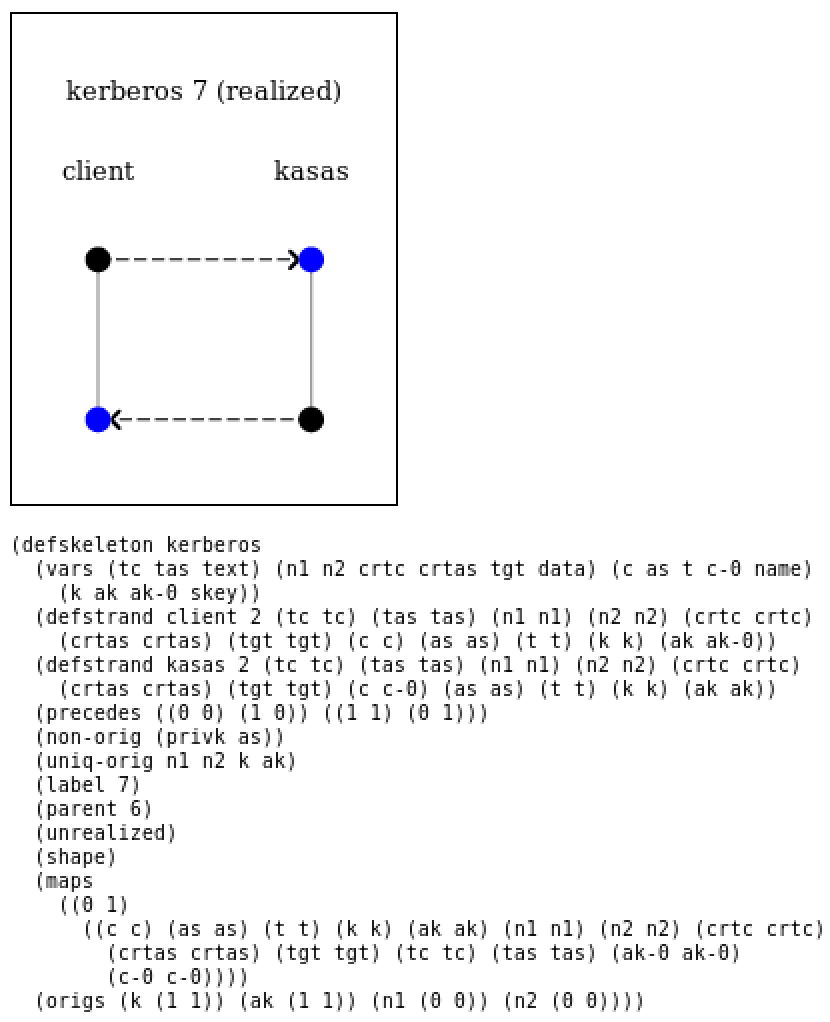 kerberos 7 (realized)
client kasas
(defskeleton kerberos
(vars (tc tas text) (n1 n2 crtc crtas tgt data) (c as t c-0 name)
(k ak ak-0 skey))
(defstrand client 2 (tc tc) (tas tas) (n1 n1) (n2 n2) (crtc crtc)
(crtas crtas) (tgt tgt) (c c) (as as) (t t) (k k) (ak ak-0))
(defstrand kasas 2 (tc tc) (tas tas) (n1 n1) (n2 n2) (crtc crtc)
(crtas crtas) (tgt tgt) (c c-0) (as as) (t t) (k k) (ak ak))
(precedes ((0 0) (1 0)) ((1 1) (0 1)))
(non-orig (privk as))
(uniq-orig n1 n2 k ak)
(label 7)
(parent 6)
(unrealized)
(shape)
(maps
((0 1)
((c c) (as as) (t t) (k k) (ak ak) (n1 n1) (n2 n2) (crtc crtc)
(crtas crtas) (tgt tgt) (tc tc) (tas tas) (ak-0 ak-0)
(c-0 c-0))))
(origs (k (1 1)) (ak (1 1)) (n1 (0 0)) (n2 (0 0))))